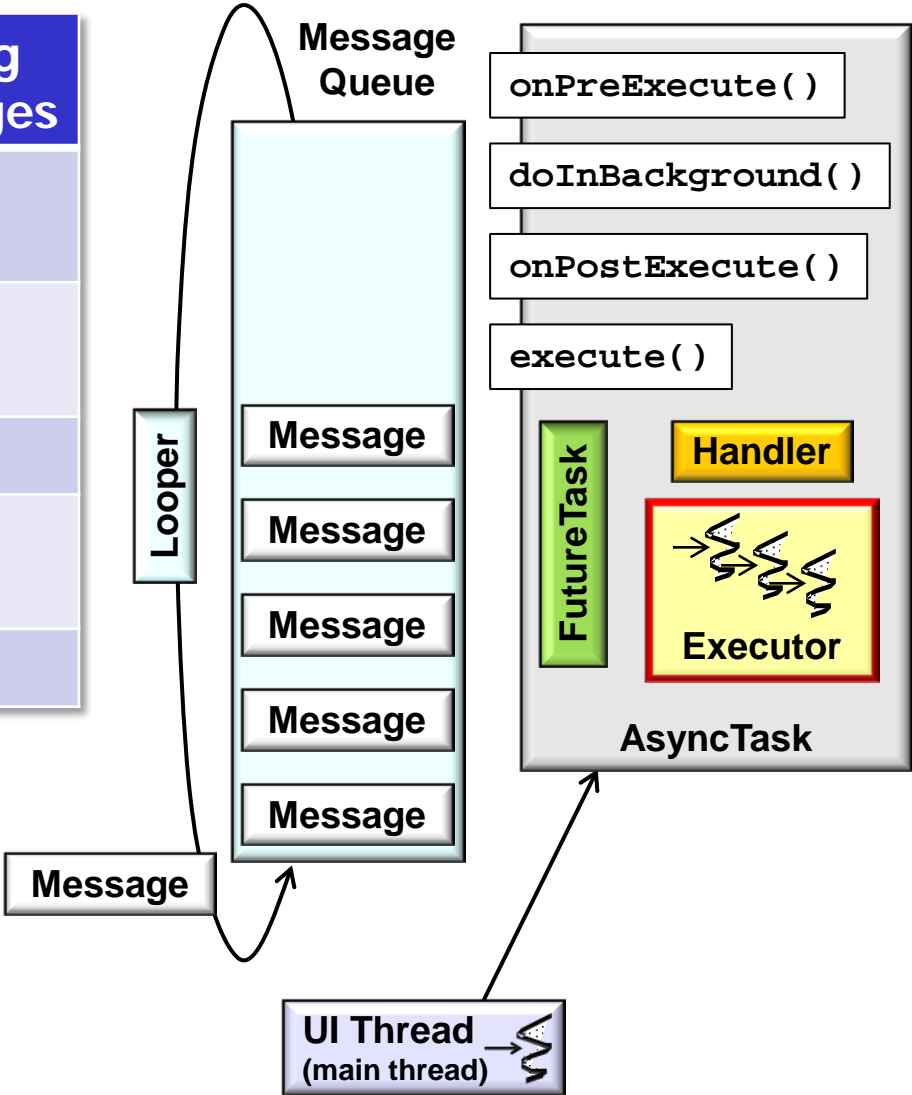 Message
Queue
onPreExecute()
doInBackground()
onPostExecute()
execute()
Looper
Message
Message
Message
Message
Message
Message
FutureTask
Handler
Executor
AsyncTask
UI Thread
(main thread)